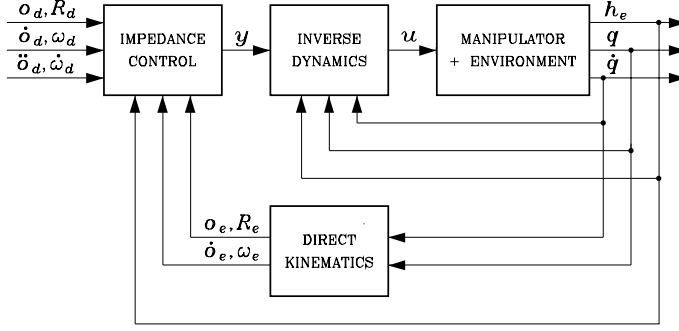 o_d, R_d
ȯ_d, ω_d
ö_d, ω̇_d
IMPEDANCE
CONTROL
y
INVERSE
DYNAMICS
u
MANIPULATOR
+ ENVIRONMENT
h_e
q
q̇
o_e, R_e
ȯ_e, ω_e
DIRECT
KINEMATICS